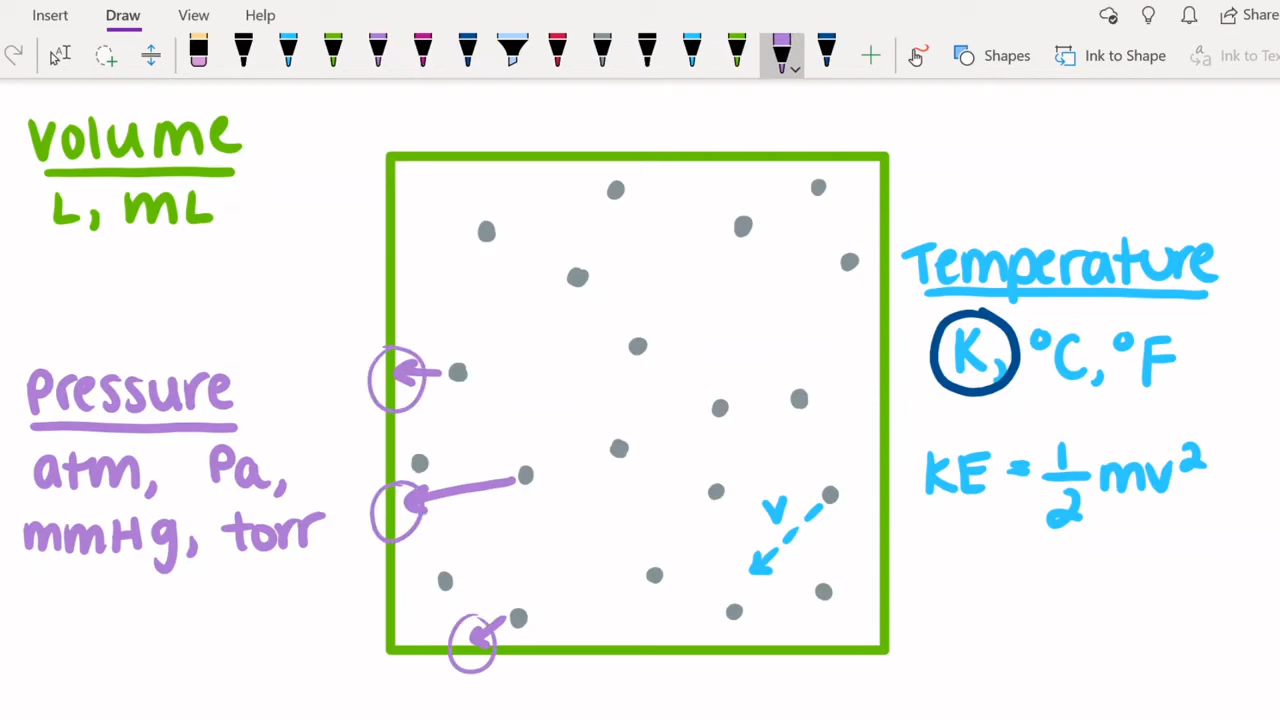 Insert Draw View Help Share
Shapes Ink to Shape Ink to Tex
Volume
L, mL
Pressure
atm, Pa,
mmHg, torr
Temperature
K, °C, °F
KE = 1/2 mv²
v